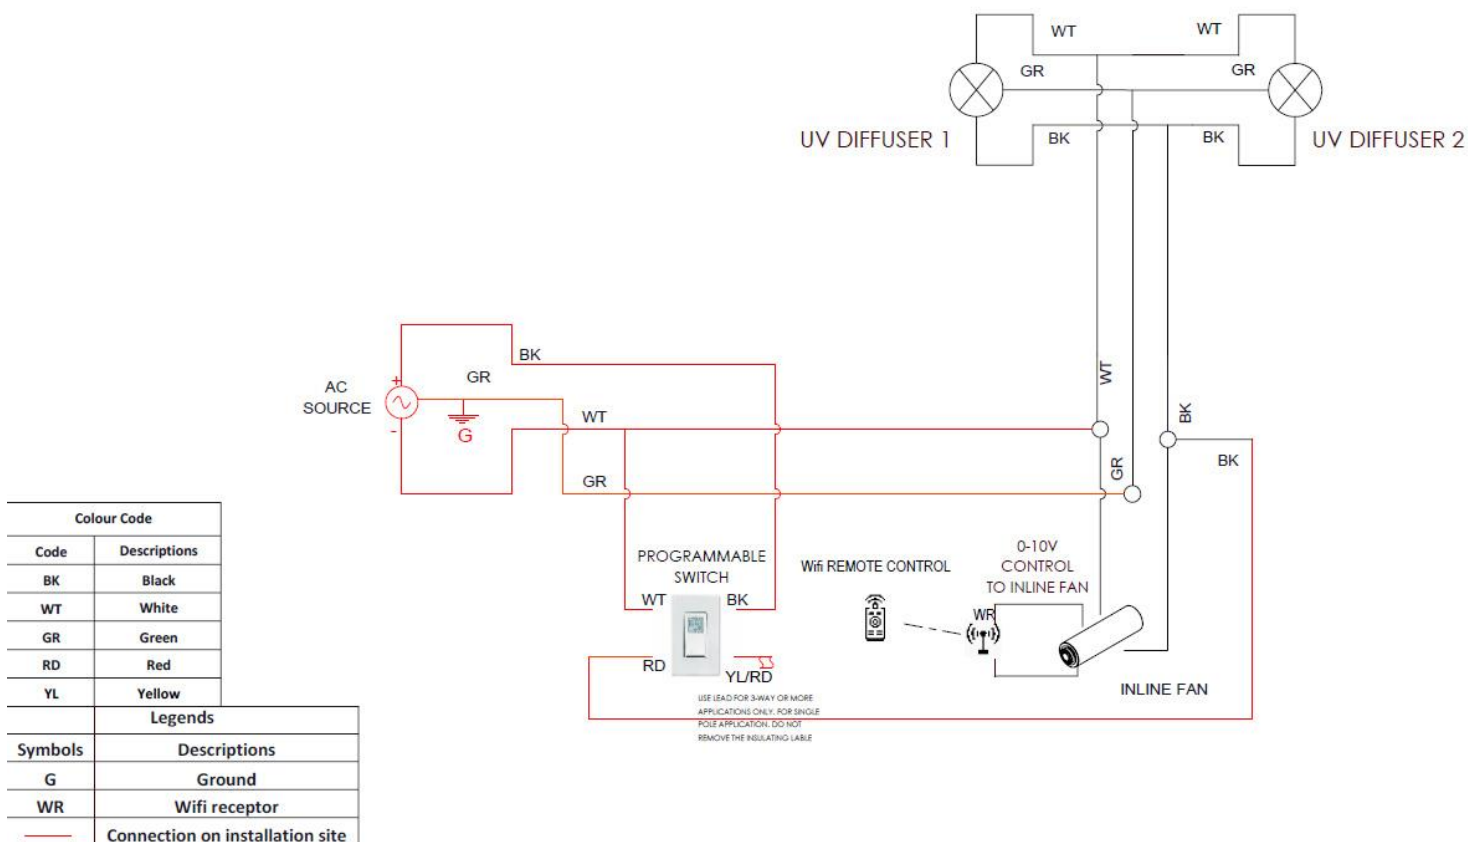 WT
WT
GR
GR
UV DIFFUSER 1
BK
BK
UV DIFFUSER 2
BK
AC
SOURCE
+
-
GR
G
WT
WT
BK
GR
GR
BK
Colour Code
Code Descriptions
BK Black
WT White
GR Green
RD Red
YL Yellow
Legends
Symbols Descriptions
G Ground
WR Wifi receptor
Connection on installation site
PROGRAMMABLE
SWITCH
WT
BK
RD
YL/RD
USE LEAD FOR 3-WAY OR MORE
APPLICATIONS ONLY. FOR SINGLE
POLE APPLICATION. DO NOT
REMOVE THE INSULATING LABLE
Wifi REMOTE CONTROL
0-10V
CONTROL
TO INLINE FAN
WR
INLINE FAN